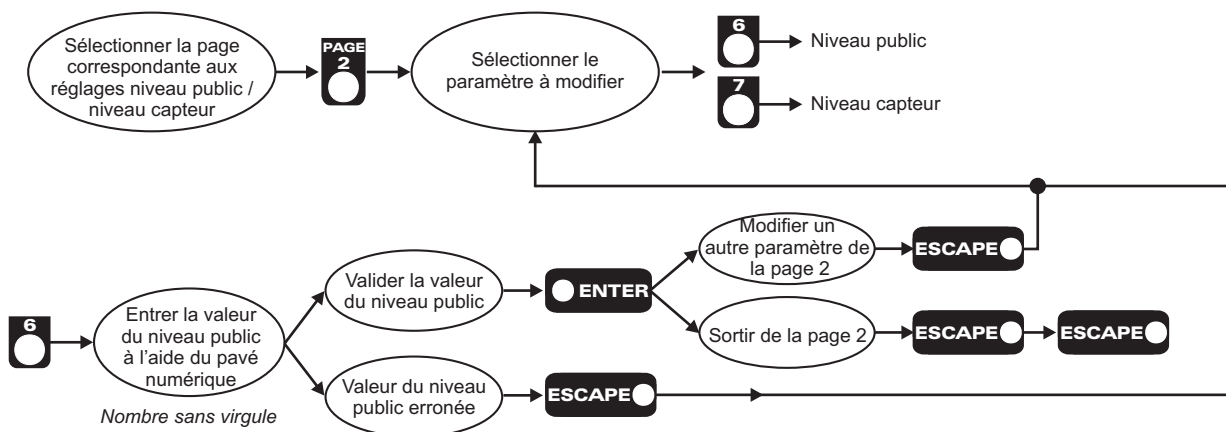 Sélectionner la page
correspondante aux
réglages niveau public /
niveau capteur
PAGE
2
Sélectionner le
paramètre à modifier
6
Niveau public
7
Niveau capteur
6
Entrer la valeur
du niveau public
à l'aide du pavé
numérique
Nombre sans virgule
Valider la valeur
du niveau public
ENTER
Modifier un
autre paramètre de
la page 2
ESCAPE
Sortir de la page 2
ESCAPE
ESCAPE
Valeur du niveau
public erronée
ESCAPE